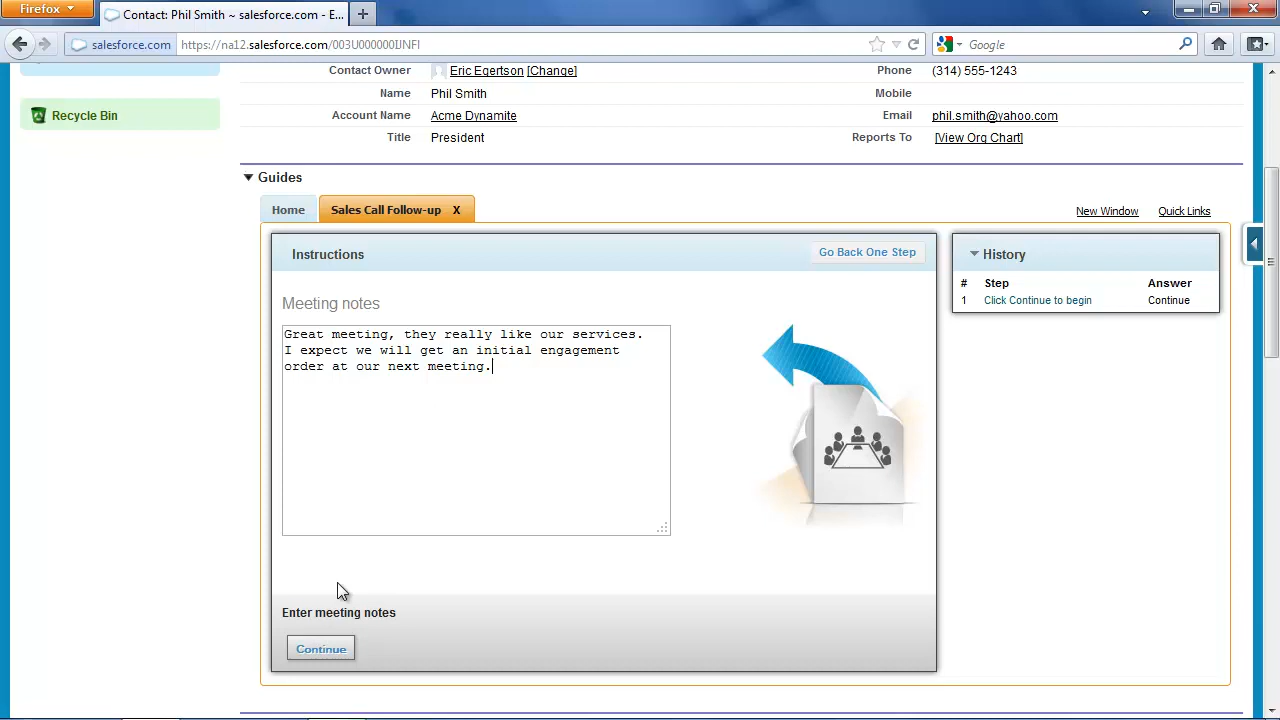 Firefox
Contact: Phil Smith ~ salesforce.com - E...
salesforce.com
https://na12.salesforce.com/003U000000IJNFI
Google
Recycle Bin
Contact Owner Eric Egertson [Change] Phone (314) 555-1243
Name Phil Smith Mobile
Account Name Acme Dynamite Email phil.smith@yahoo.com
Title President Reports To [View Org Chart]
Guides
Home Sales Call Follow-up X New Window Quick Links
Instructions Go Back One Step
Meeting notes
Great meeting, they really like our services.
I expect we will get an initial engagement
order at our next meeting.
Enter meeting notes
Continue
History
# Step Answer
1 Click Continue to begin Continue